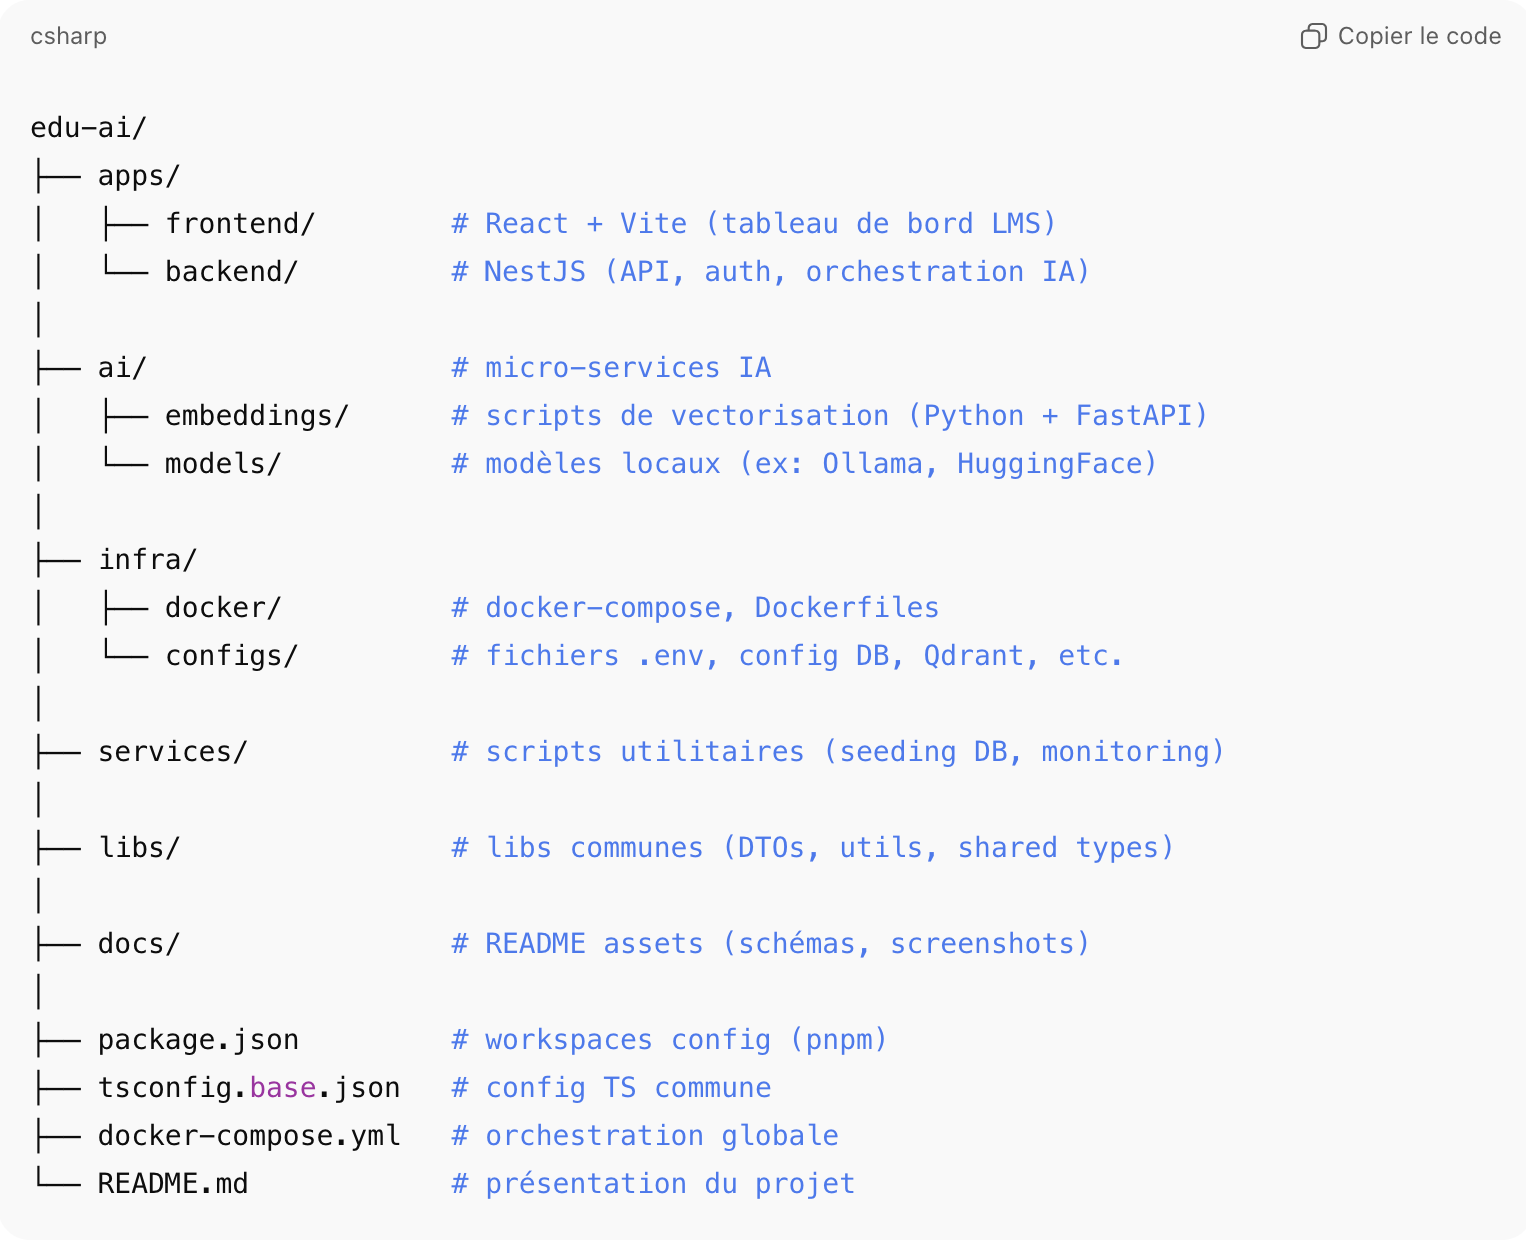 csharp
Copier le code
edu-ai/
├── apps/
│   ├── frontend/        # React + Vite (tableau de bord LMS)
│   └── backend/         # NestJS (API, auth, orchestration IA)
│
├── ai/                  # micro-services IA
│   ├── embeddings/      # scripts de vectorisation (Python + FastAPI)
│   └── models/          # modèles locaux (ex: Ollama, HuggingFace)
│
├── infra/
│   ├── docker/          # docker-compose, Dockerfiles
│   └── configs/         # fichiers .env, config DB, Qdrant, etc.
│
├── services/            # scripts utilitaires (seeding DB, monitoring)
│
├── libs/                # libs communes (DTOs, utils, shared types)
│
├── docs/                # README assets (schémas, screenshots)
│
├── package.json         # workspaces config (pnpm)
├── tsconfig.base.json   # config TS commune
├── docker-compose.yml   # orchestration globale
└── README.md            # présentation du projet